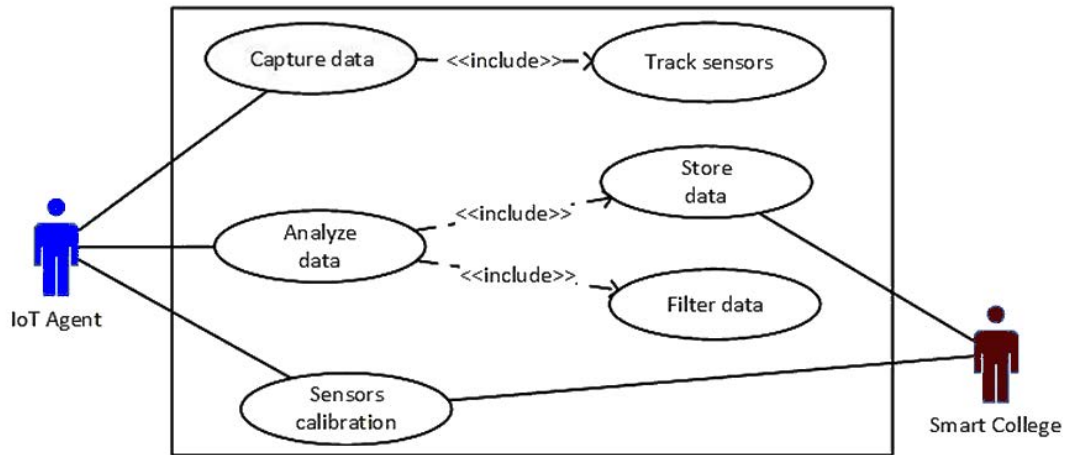 Capture data
<<include>>
Track sensors
Store
data
<<include>>
Analyze
data
<<include>>
Filter data
IoT Agent
Sensors
calibration
Smart College